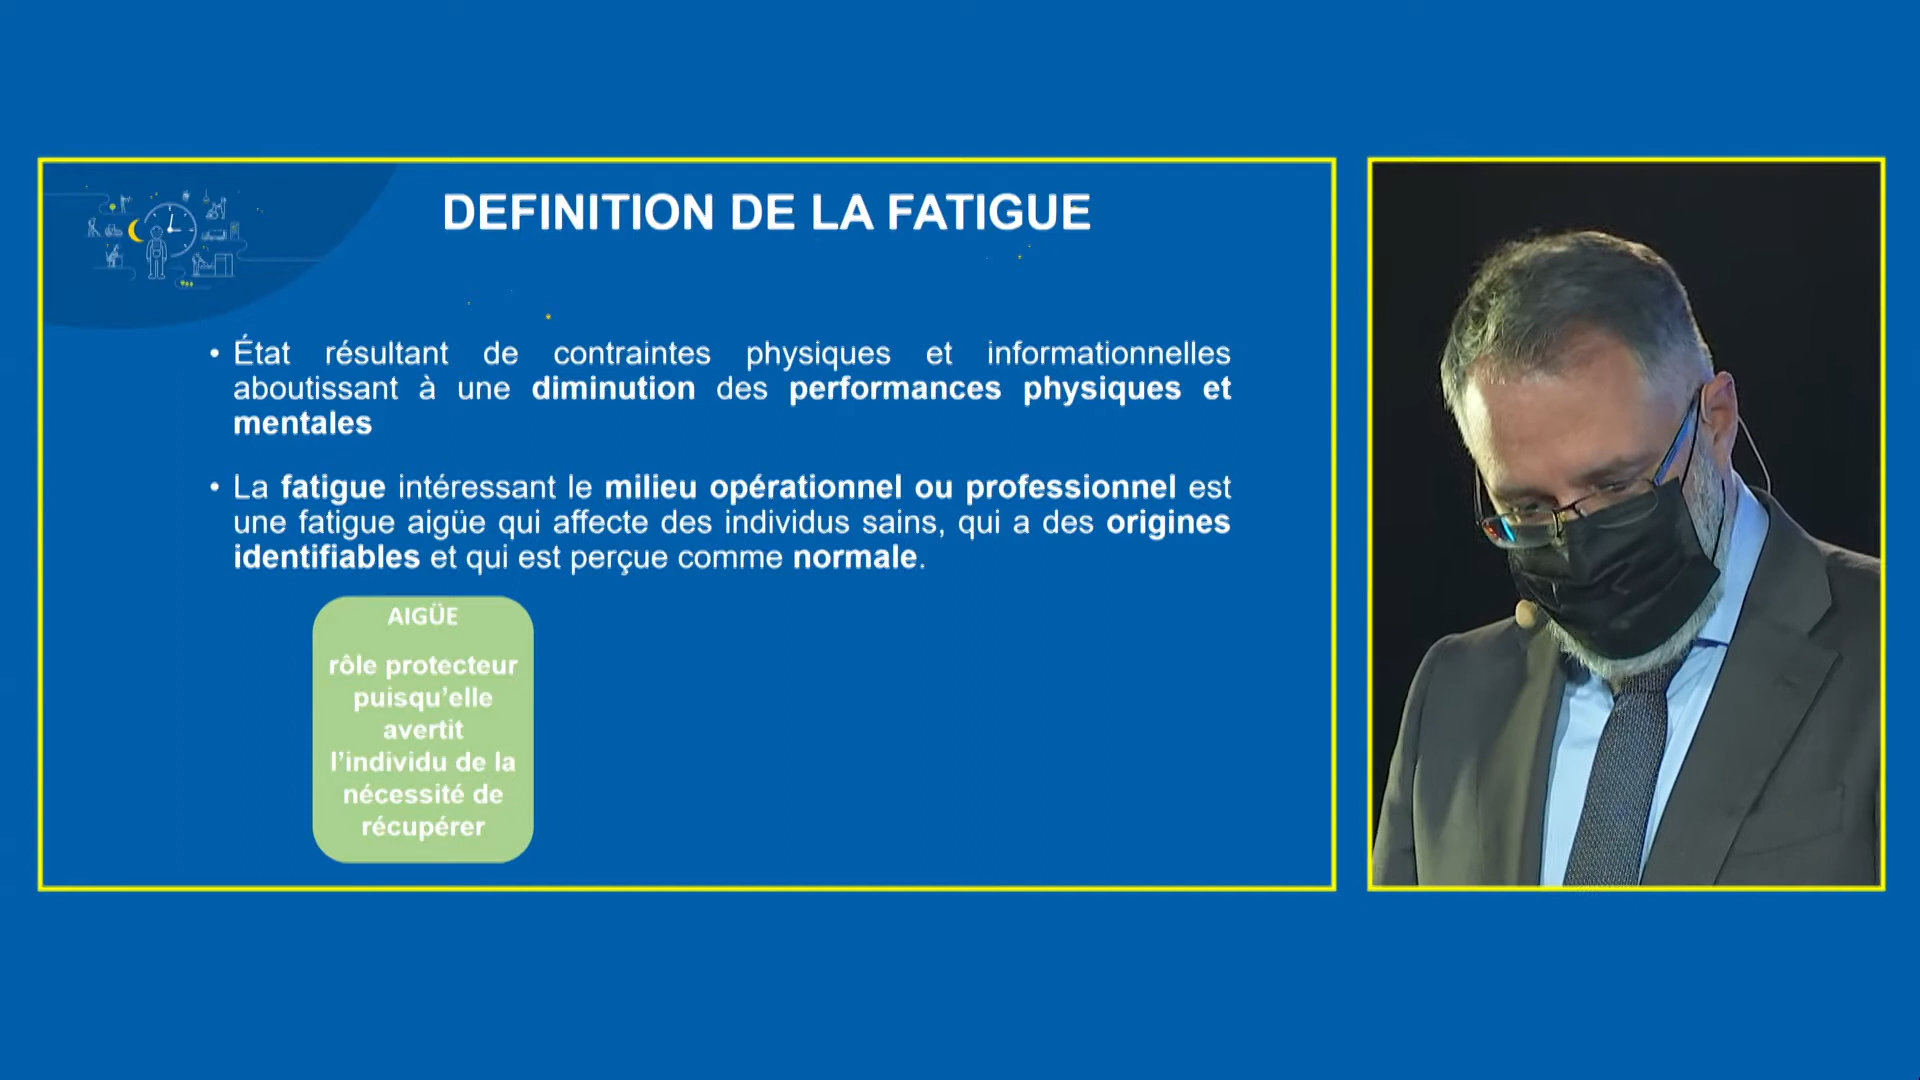 DEFINITION DE LA FATIGUE
• État résultant de contraintes physiques et informationnelles
aboutissant à une diminution des performances physiques et
mentales
• La fatigue intéressant le milieu opérationnel ou professionnel est
une fatigue aigüe qui affecte des individus sains, qui a des origines
identifiables et qui est perçue comme normale.
AIGÜE
rôle protecteur
puisqu’elle
avertit
l’individu de la
nécessité de
récupérer